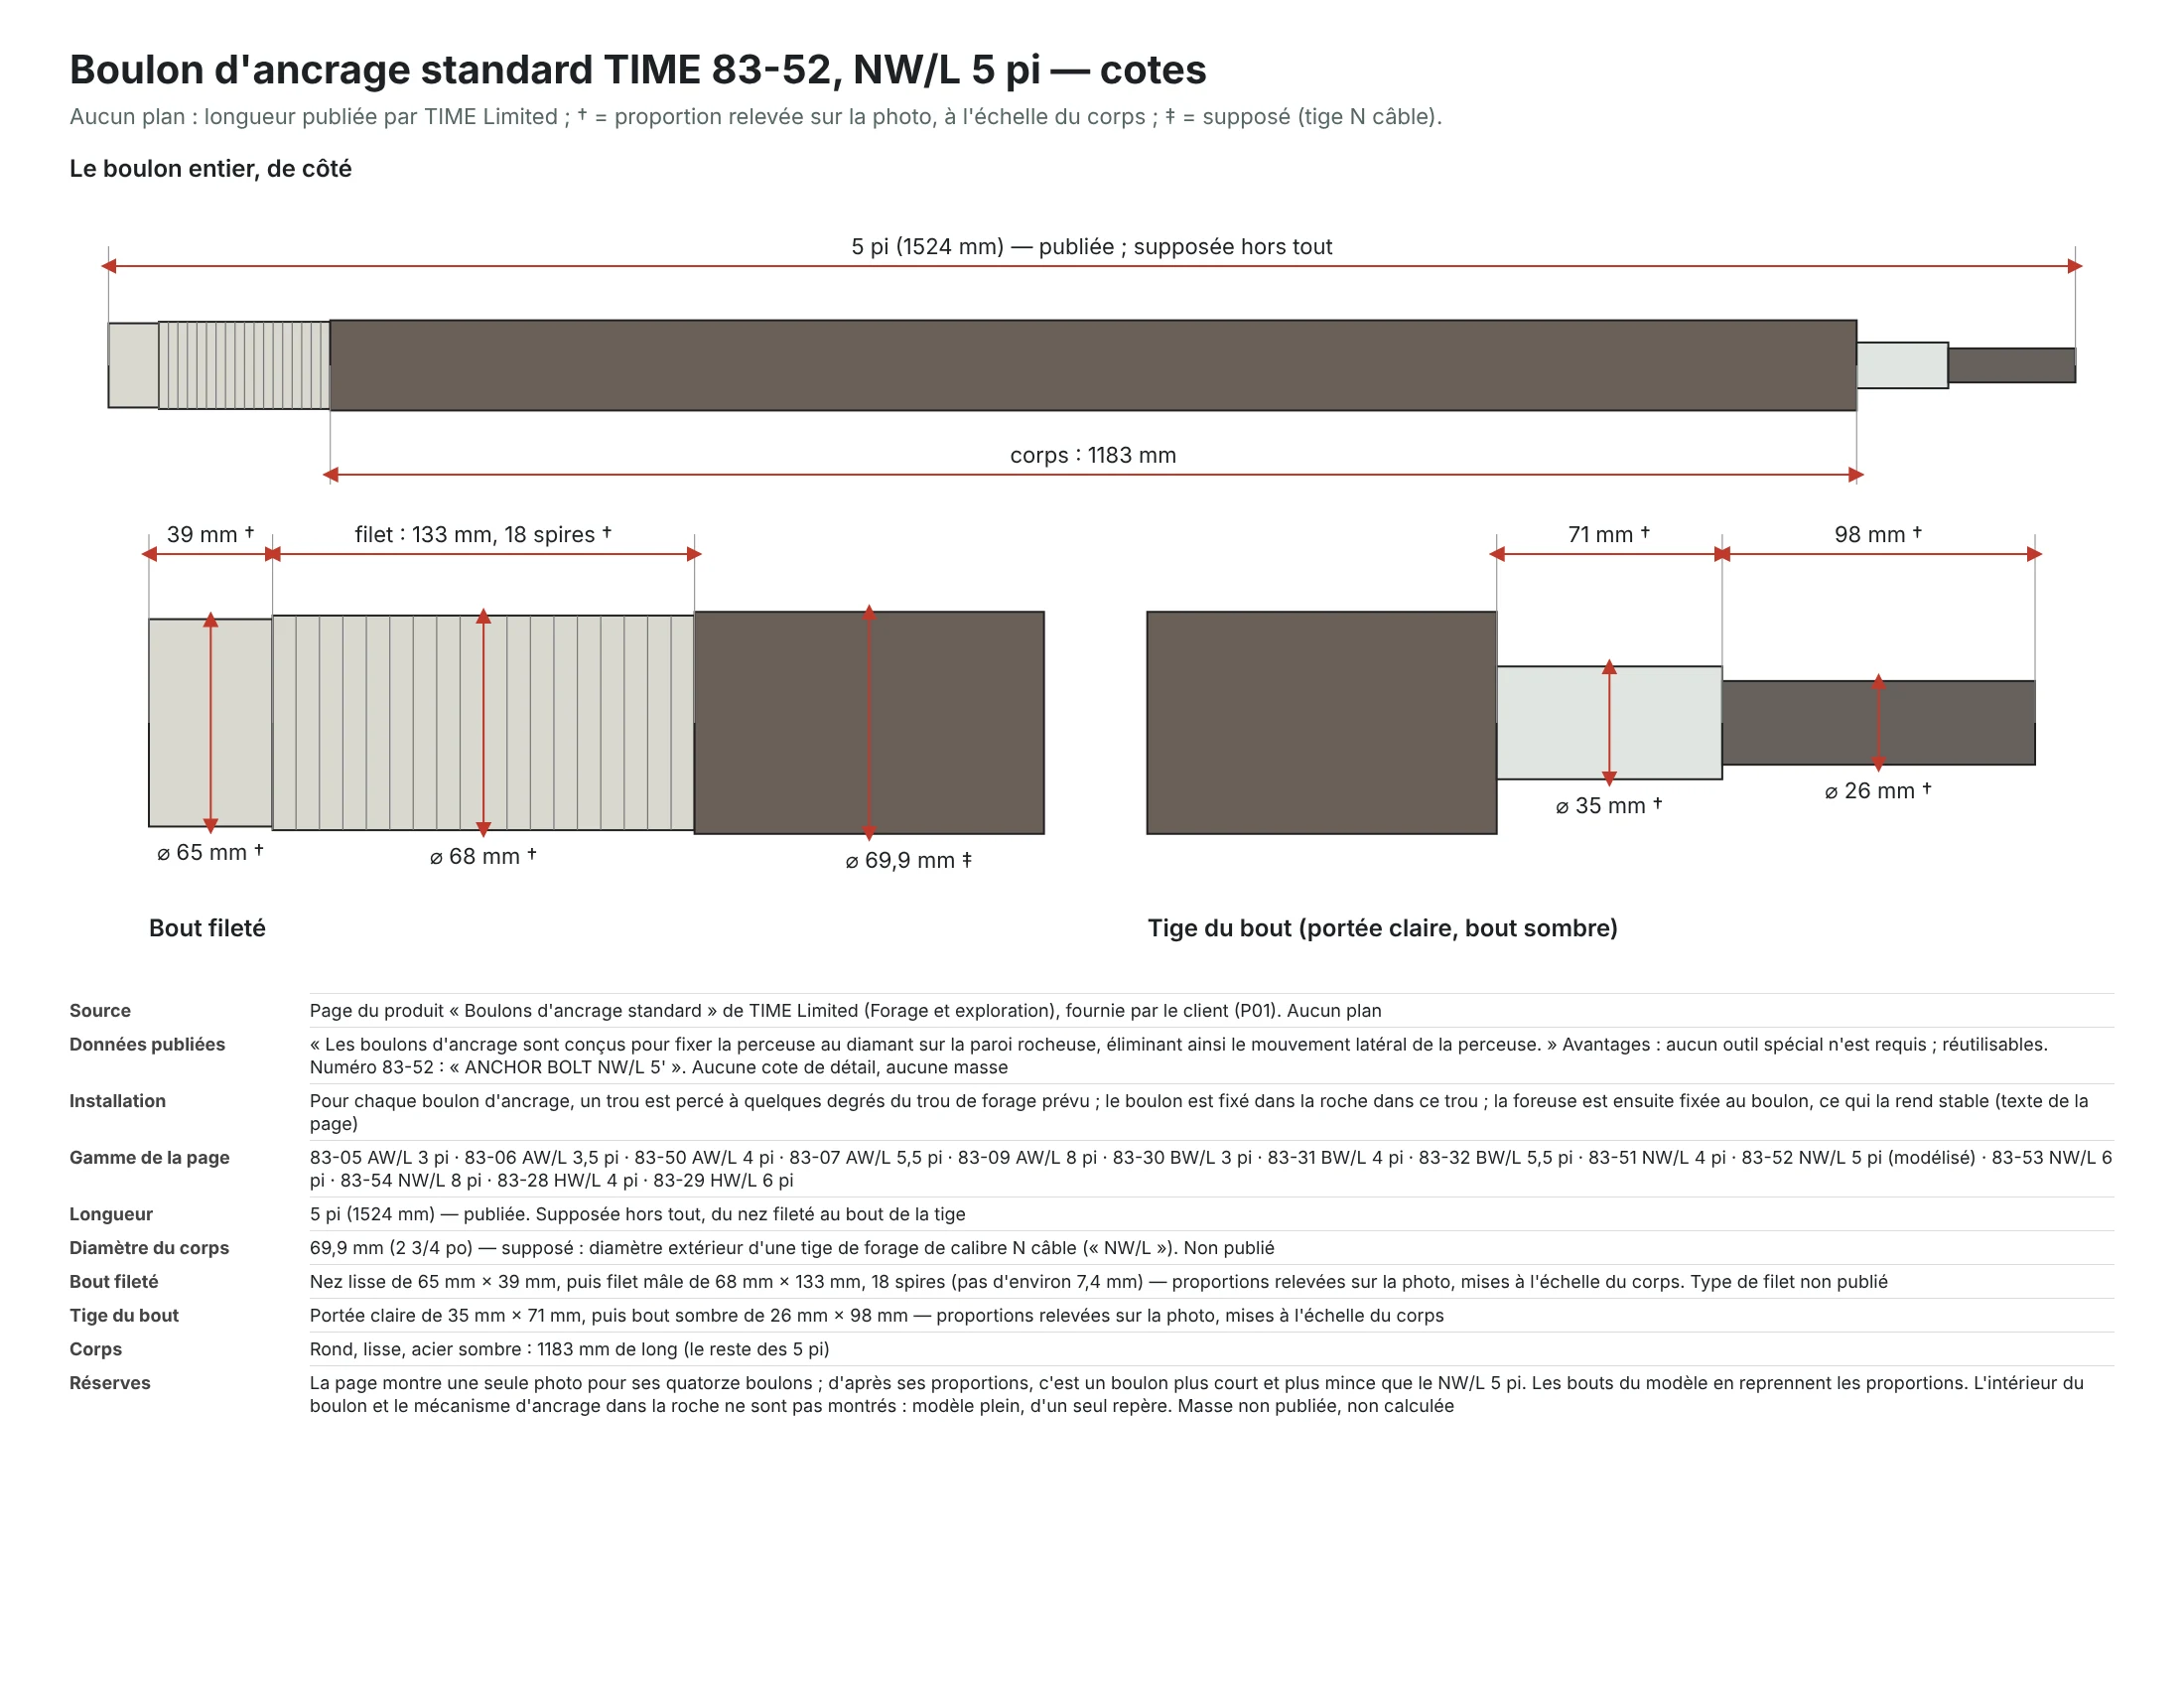 Boulon d'ancrage standard TIME 83-52, NW/L 5 pi — cotes
Aucun plan : longueur publiée par TIME Limited ; † = proportion relevée sur la photo, à l'échelle du corps ; ‡ = supposé (tige N câble).
Le boulon entier, de côté
5 pi (1524 mm) — publiée ; supposée hors tout
corps : 1183 mm
39 mm †
filet : 133 mm, 18 spires †
71 mm †
98 mm †
⌀ 65 mm †
⌀ 68 mm †
⌀ 69,9 mm ‡
⌀ 35 mm †
⌀ 26 mm †
Bout fileté
Tige du bout (portée claire, bout sombre)
Source
Page du produit « Boulons d'ancrage standard » de TIME Limited (Forage et exploration), fournie par le client (P01). Aucun plan
Données publiées
« Les boulons d'ancrage sont conçus pour fixer la perceuse au diamant sur la paroi rocheuse, éliminant ainsi le mouvement latéral de la perceuse. » Avantages : aucun outil spécial n'est requis ; réutilisables.
Numéro 83-52 : « ANCHOR BOLT NW/L 5' ». Aucune cote de détail, aucune masse
Installation
Pour chaque boulon d'ancrage, un trou est percé à quelques degrés du trou de forage prévu ; le boulon est fixé dans la roche dans ce trou ; la foreuse est ensuite fixée au boulon, ce qui la rend stable (texte de la
page)
Gamme de la page
83-05 AW/L 3 pi · 83-06 AW/L 3,5 pi · 83-50 AW/L 4 pi · 83-07 AW/L 5,5 pi · 83-09 AW/L 8 pi · 83-30 BW/L 3 pi · 83-31 BW/L 4 pi · 83-32 BW/L 5,5 pi · 83-51 NW/L 4 pi · 83-52 NW/L 5 pi (modélisé) · 83-53 NW/L 6
pi · 83-54 NW/L 8 pi · 83-28 HW/L 4 pi · 83-29 HW/L 6 pi
Longueur
5 pi (1524 mm) — publiée. Supposée hors tout, du nez fileté au bout de la tige
Diamètre du corps
69,9 mm (2 3/4 po) — supposé : diamètre extérieur d'une tige de forage de calibre N câble (« NW/L »). Non publié
Bout fileté
Nez lisse de 65 mm × 39 mm, puis filet mâle de 68 mm × 133 mm, 18 spires (pas d'environ 7,4 mm) — proportions relevées sur la photo, mises à l'échelle du corps. Type de filet non publié
Tige du bout
Portée claire de 35 mm × 71 mm, puis bout sombre de 26 mm × 98 mm — proportions relevées sur la photo, mises à l'échelle du corps
Corps
Rond, lisse, acier sombre : 1183 mm de long (le reste des 5 pi)
Réserves
La page montre une seule photo pour ses quatorze boulons ; d'après ses proportions, c'est un boulon plus court et plus mince que le NW/L 5 pi. Les bouts du modèle en reprennent les proportions. L'intérieur du
boulon et le mécanisme d'ancrage dans la roche ne sont pas montrés : modèle plein, d'un seul repère. Masse non publiée, non calculée